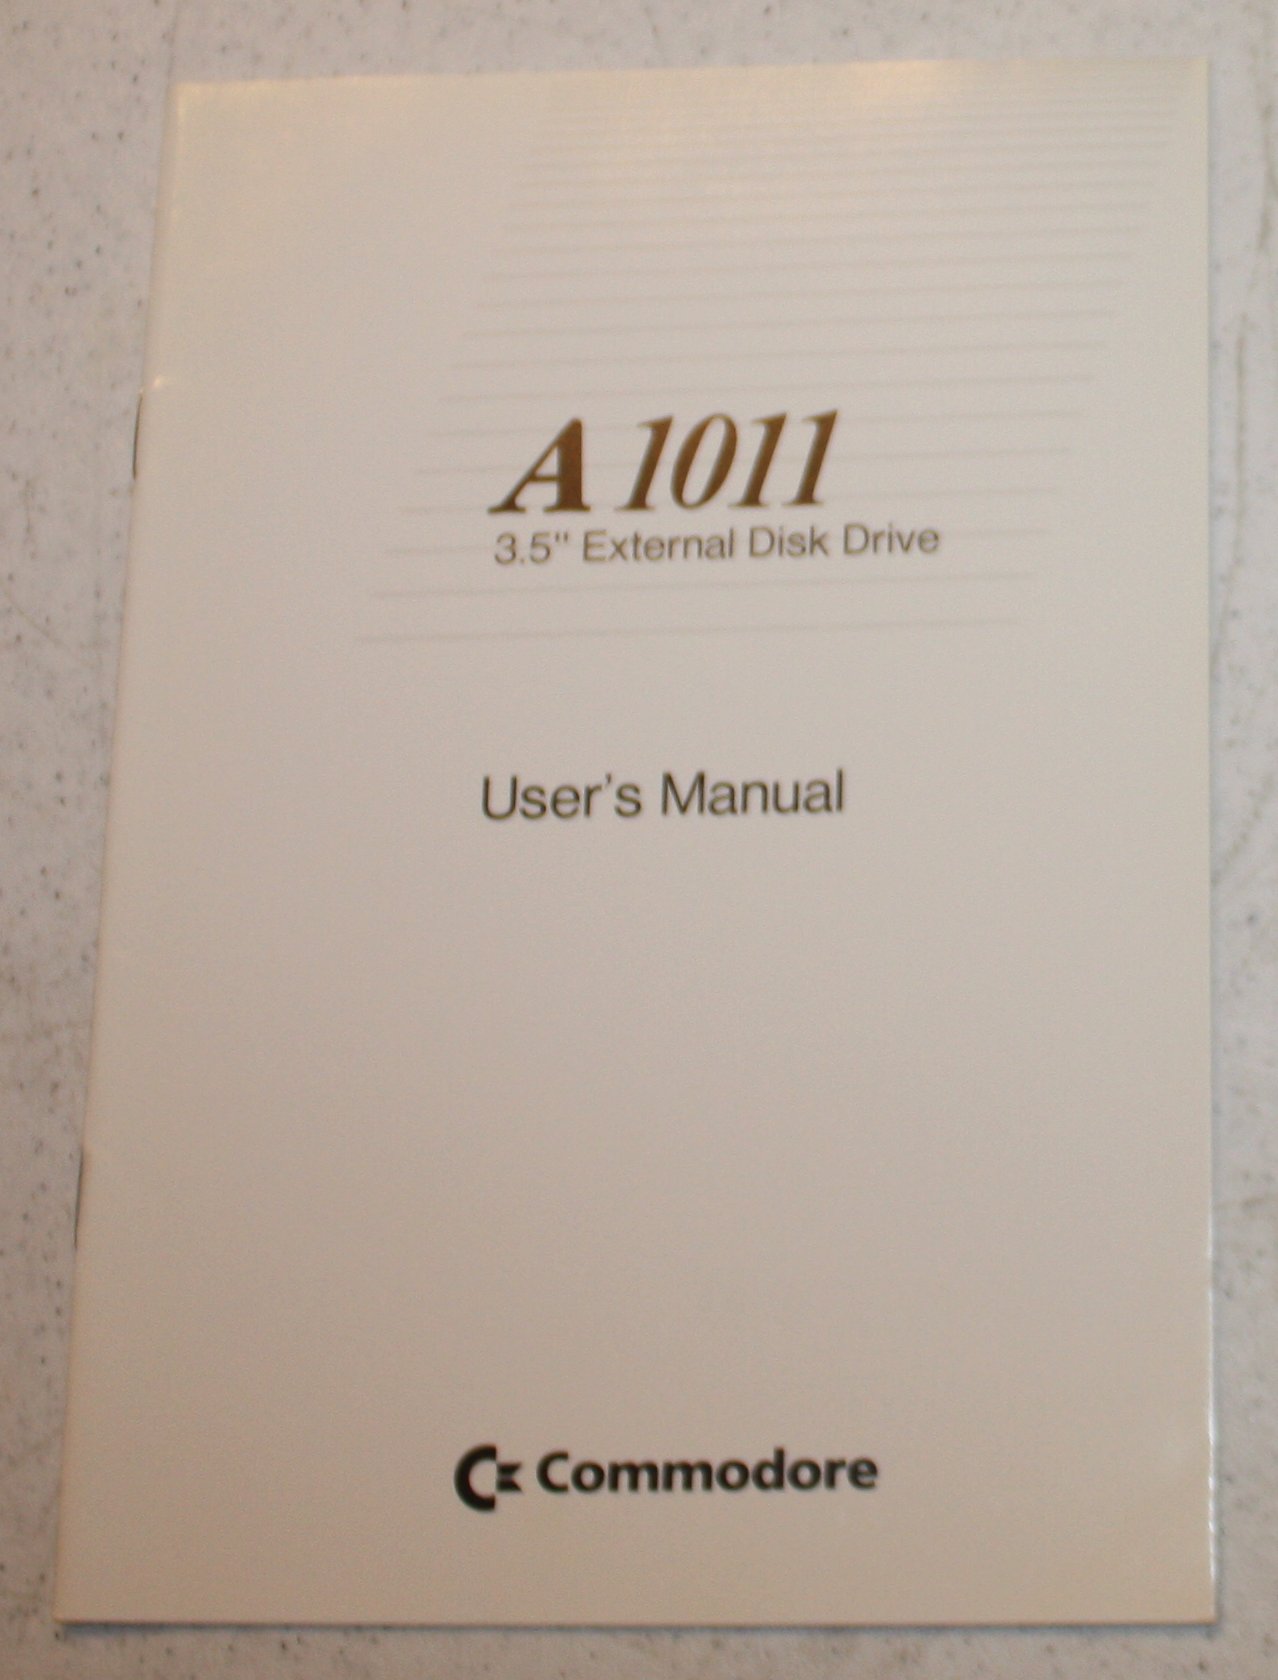 A 1011
3.5" External Disk Drive
User's Manual
Commodore